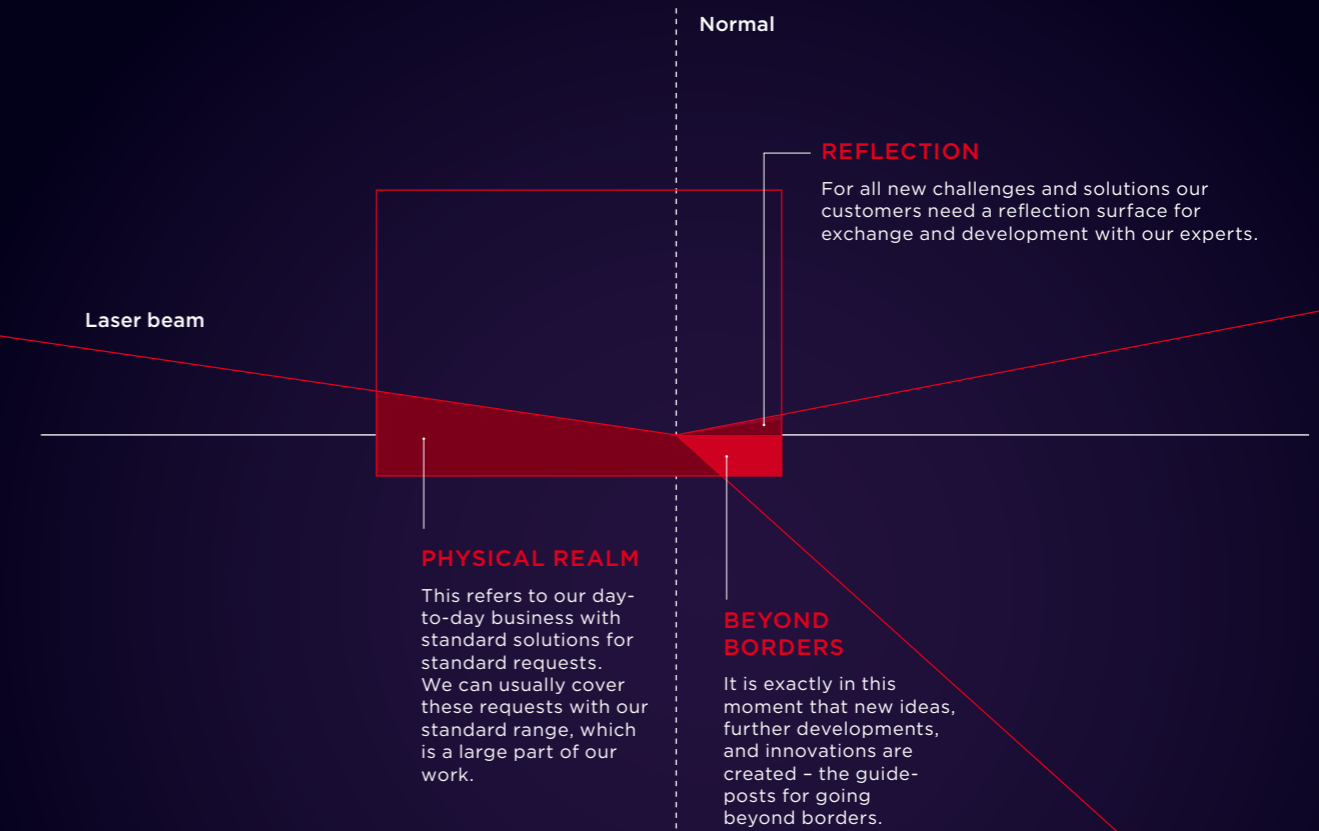 Normal
REFLECTION
For all new challenges and solutions our
customers need a reflection surface for
exchange and development with our experts.
Laser beam
PHYSICAL REALM
This refers to our day-
to-day business with
standard solutions for
standard requests.
We can usually cover
these requests with our
standard range, which
is a large part of our
work.
BEYOND
BORDERS
It is exactly in this
moment that new ideas,
further developments,
and innovations are
created – the guide-
posts for going
beyond borders.